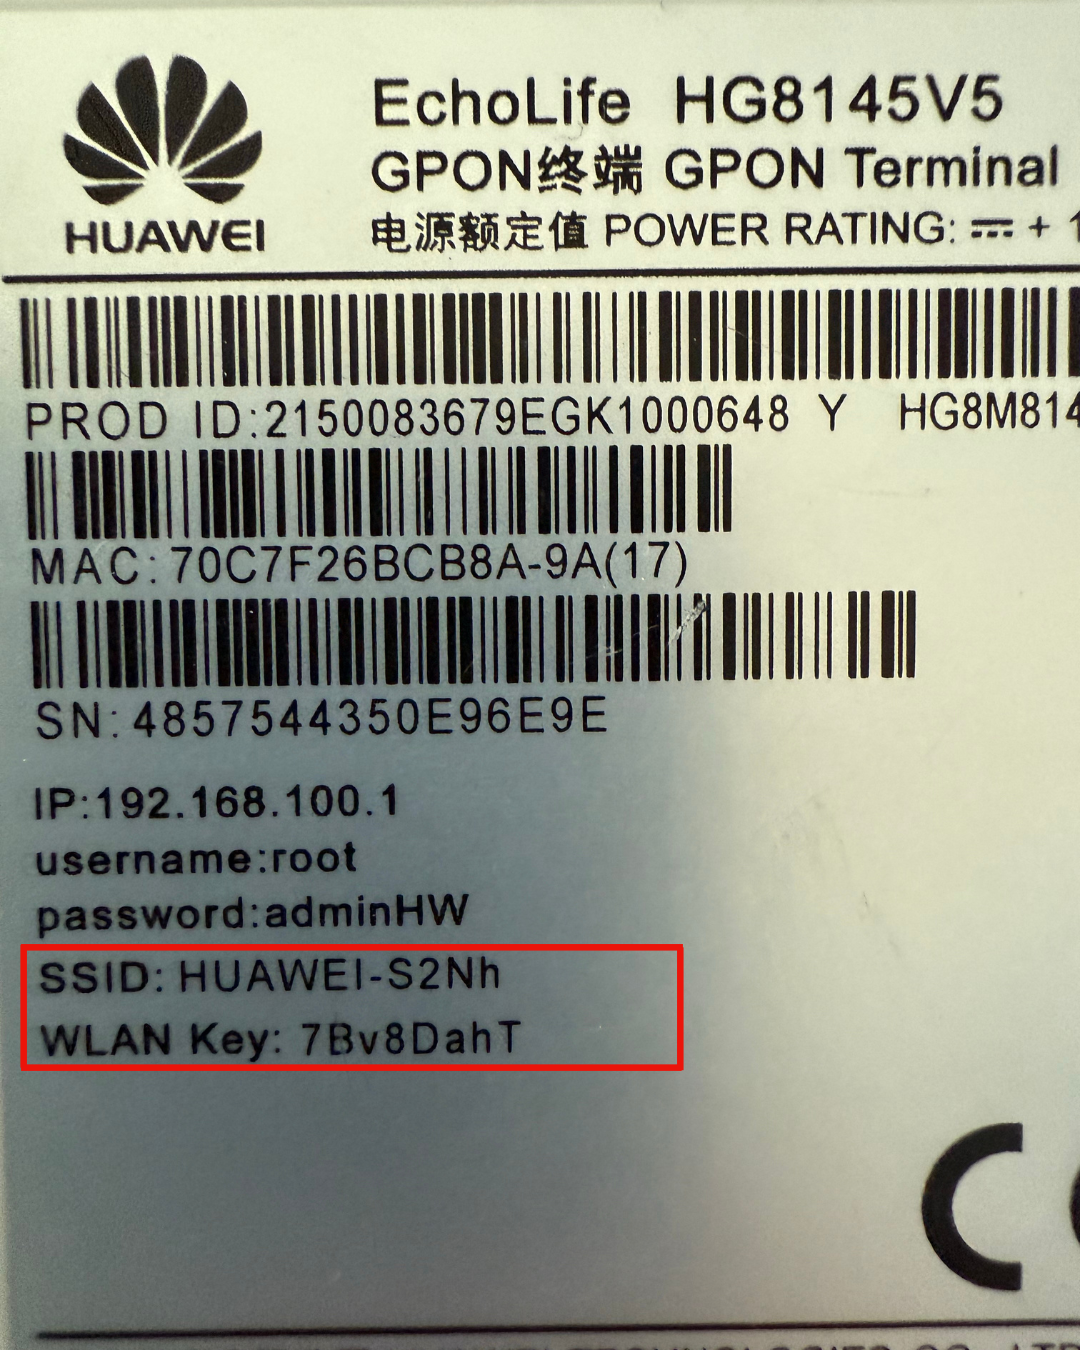 EchoLife HG8145V5
GPON终端 GPON Terminal
HUAWEI
电源额定值 POWER RATING: ⎓ + 1
PROD ID:2150083679EGK1000648 Y HG8M814
MAC:70C7F26BCB8A-9A(17)
SN:4857544350E96E9E
IP:192.168.100.1
username:root
password:adminHW
SSID: HUAWEI-S2Nh
WLAN Key: 7Bv8DahT
CE